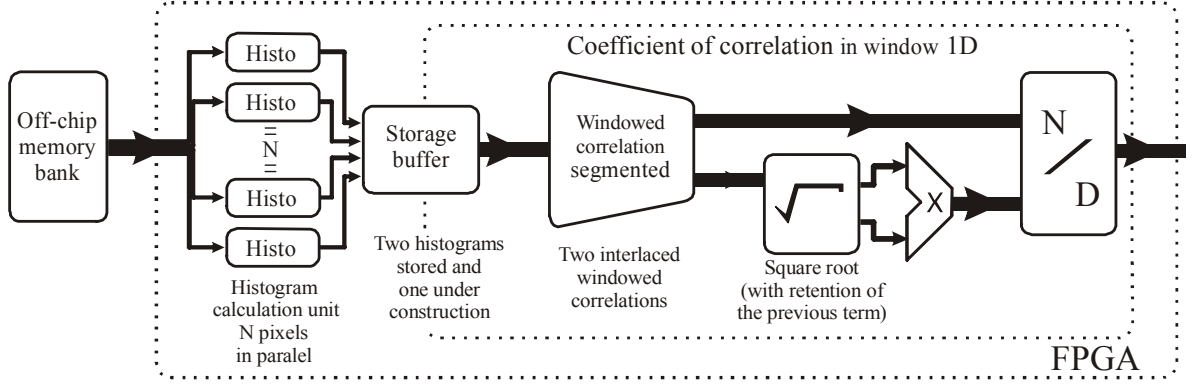 Coefficient of correlation in window 1D
Off-chip
memory
bank
Histo
Histo
N
Histo
Histo
Histogram
calculation unit
N pixels
in paralel
Storage
buffer
Two histograms
stored and
one under
construction
Windowed
correlation
segmented
Two interlaced
windowed
correlations
Square root
(with retention of
the previous term)
X
N
/
D
FPGA